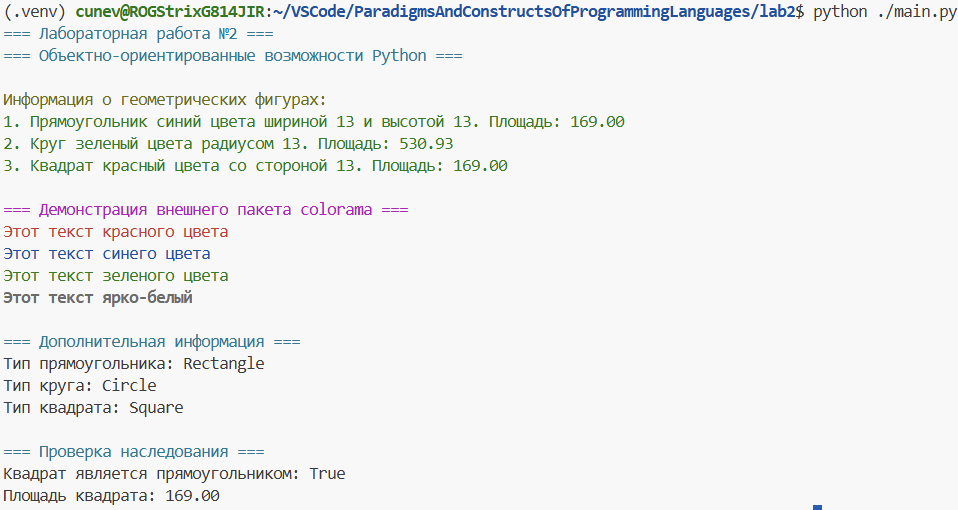 (.venv) cunev@ROGStrixG814JIR:~/VSCode/ParadigmsAndConstructsOfProgrammingLanguages/lab2$ python ./main.py
=== Лабораторная работа №2 ===
=== Объектно-ориентированные возможности Python ===
Информация о геометрических фигурах:
1. Прямоугольник синий цвета шириной 13 и высотой 13. Площадь: 169.00
2. Круг зеленый цвета радиусом 13. Площадь: 530.93
3. Квадрат красный цвета со стороной 13. Площадь: 169.00
=== Демонстрация внешнего пакета colorama ===
Этот текст красного цвета
Этот текст синего цвета
Этот текст зеленого цвета
Этот текст ярко-белый
=== Дополнительная информация ===
Тип прямоугольника: Rectangle
Тип круга: Circle
Тип квадрата: Square
=== Проверка наследования ===
Квадрат является прямоугольником: True
Площадь квадрата: 169.00